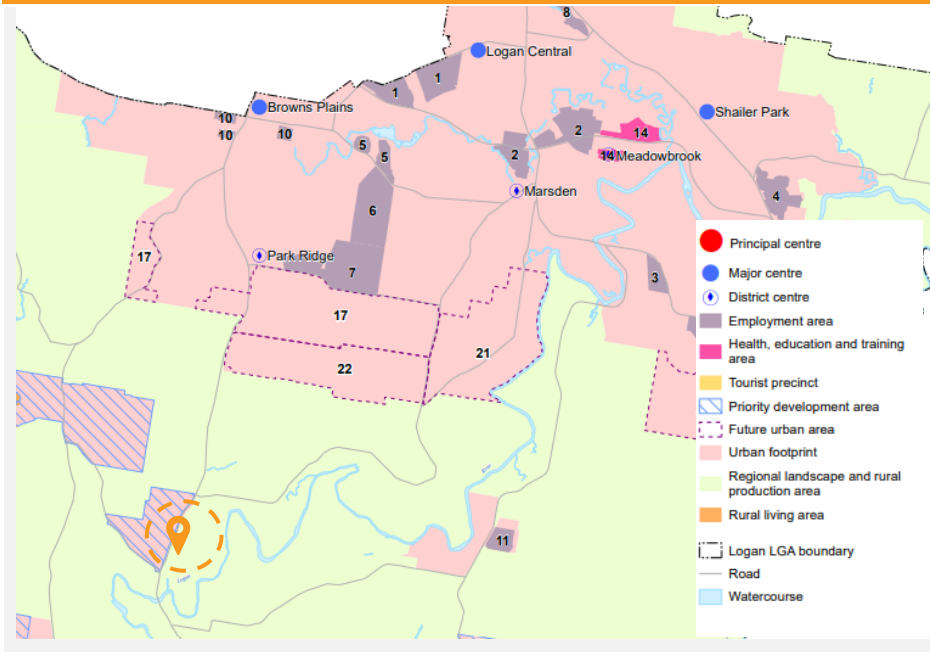 8
Logan Central
1
1
Browns Plains
10
10
10
5
5
2
2
14
14
Meadowbrook
Shailer Park
Marsden
4
6
17
Park Ridge
7
3
17
21
22
11
Logan
River
Principal centre
Major centre
District centre
Employment area
Health, education and training
area
Tourist precinct
Priority development area
Future urban area
Urban footprint
Regional landscape and rural
production area
Rural living area
Logan LGA boundary
Road
Watercourse